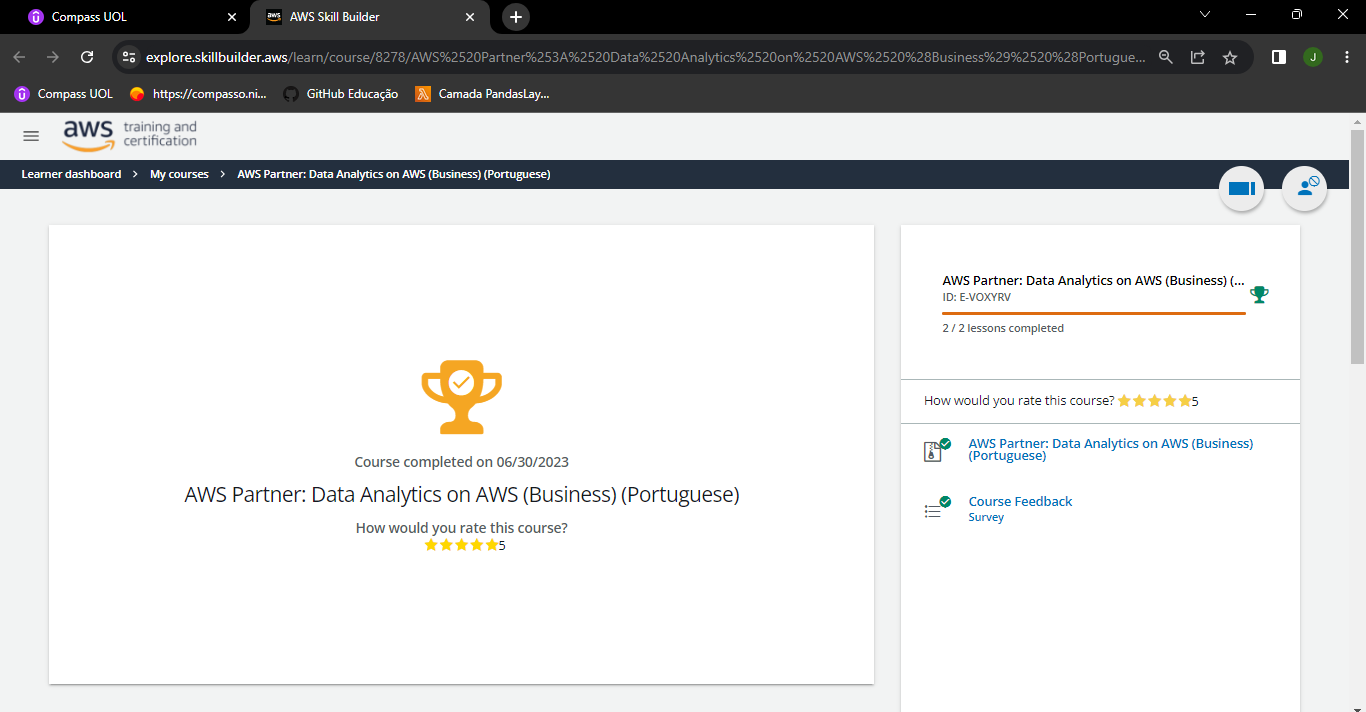 Compass UOL
aws
AWS Skill Builder
explore.skillbuilder.aws/learn/course/8278/AWS%2520Partner%253A%2520Data%2520Analytics%2520on%2520AWS%2520%28Business%29%2520%28Portugue...
J
Compass UOL
https://compasso.ni...
GitHub Educação
Camada PandasLay...
aws training and
certification
Learner dashboard > My courses > AWS Partner: Data Analytics on AWS (Business) (Portuguese)
Course completed on 06/30/2023
AWS Partner: Data Analytics on AWS (Business) (Portuguese)
How would you rate this course?
5
AWS Partner: Data Analytics on AWS (Business) (...
ID: E-VOXYRV
2 / 2 lessons completed
How would you rate this course? 5
AWS Partner: Data Analytics on AWS (Business)
(Portuguese)
Course Feedback
Survey